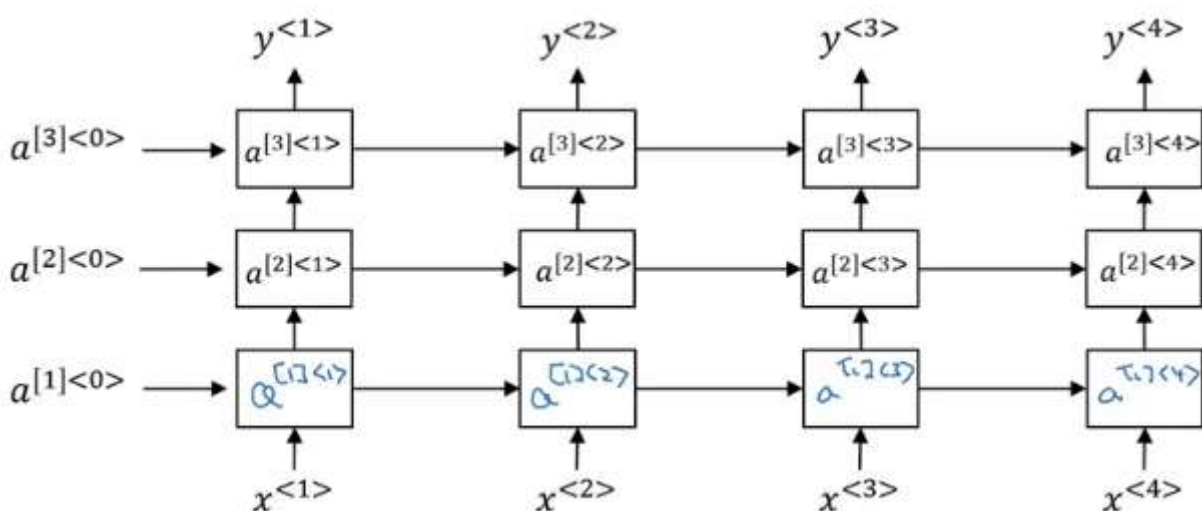 y<1> y<2> y<3> y<4>
a[3]<0> a[3]<1> a[3]<2> a[3]<3> a[3]<4>
a[2]<0> a[2]<1> a[2]<2> a[2]<3> a[2]<4>
a[1]<0> a[1]<1> a[1]<2> a[1]<3> a[1]<4>
x<1> x<2> x<3> x<4>